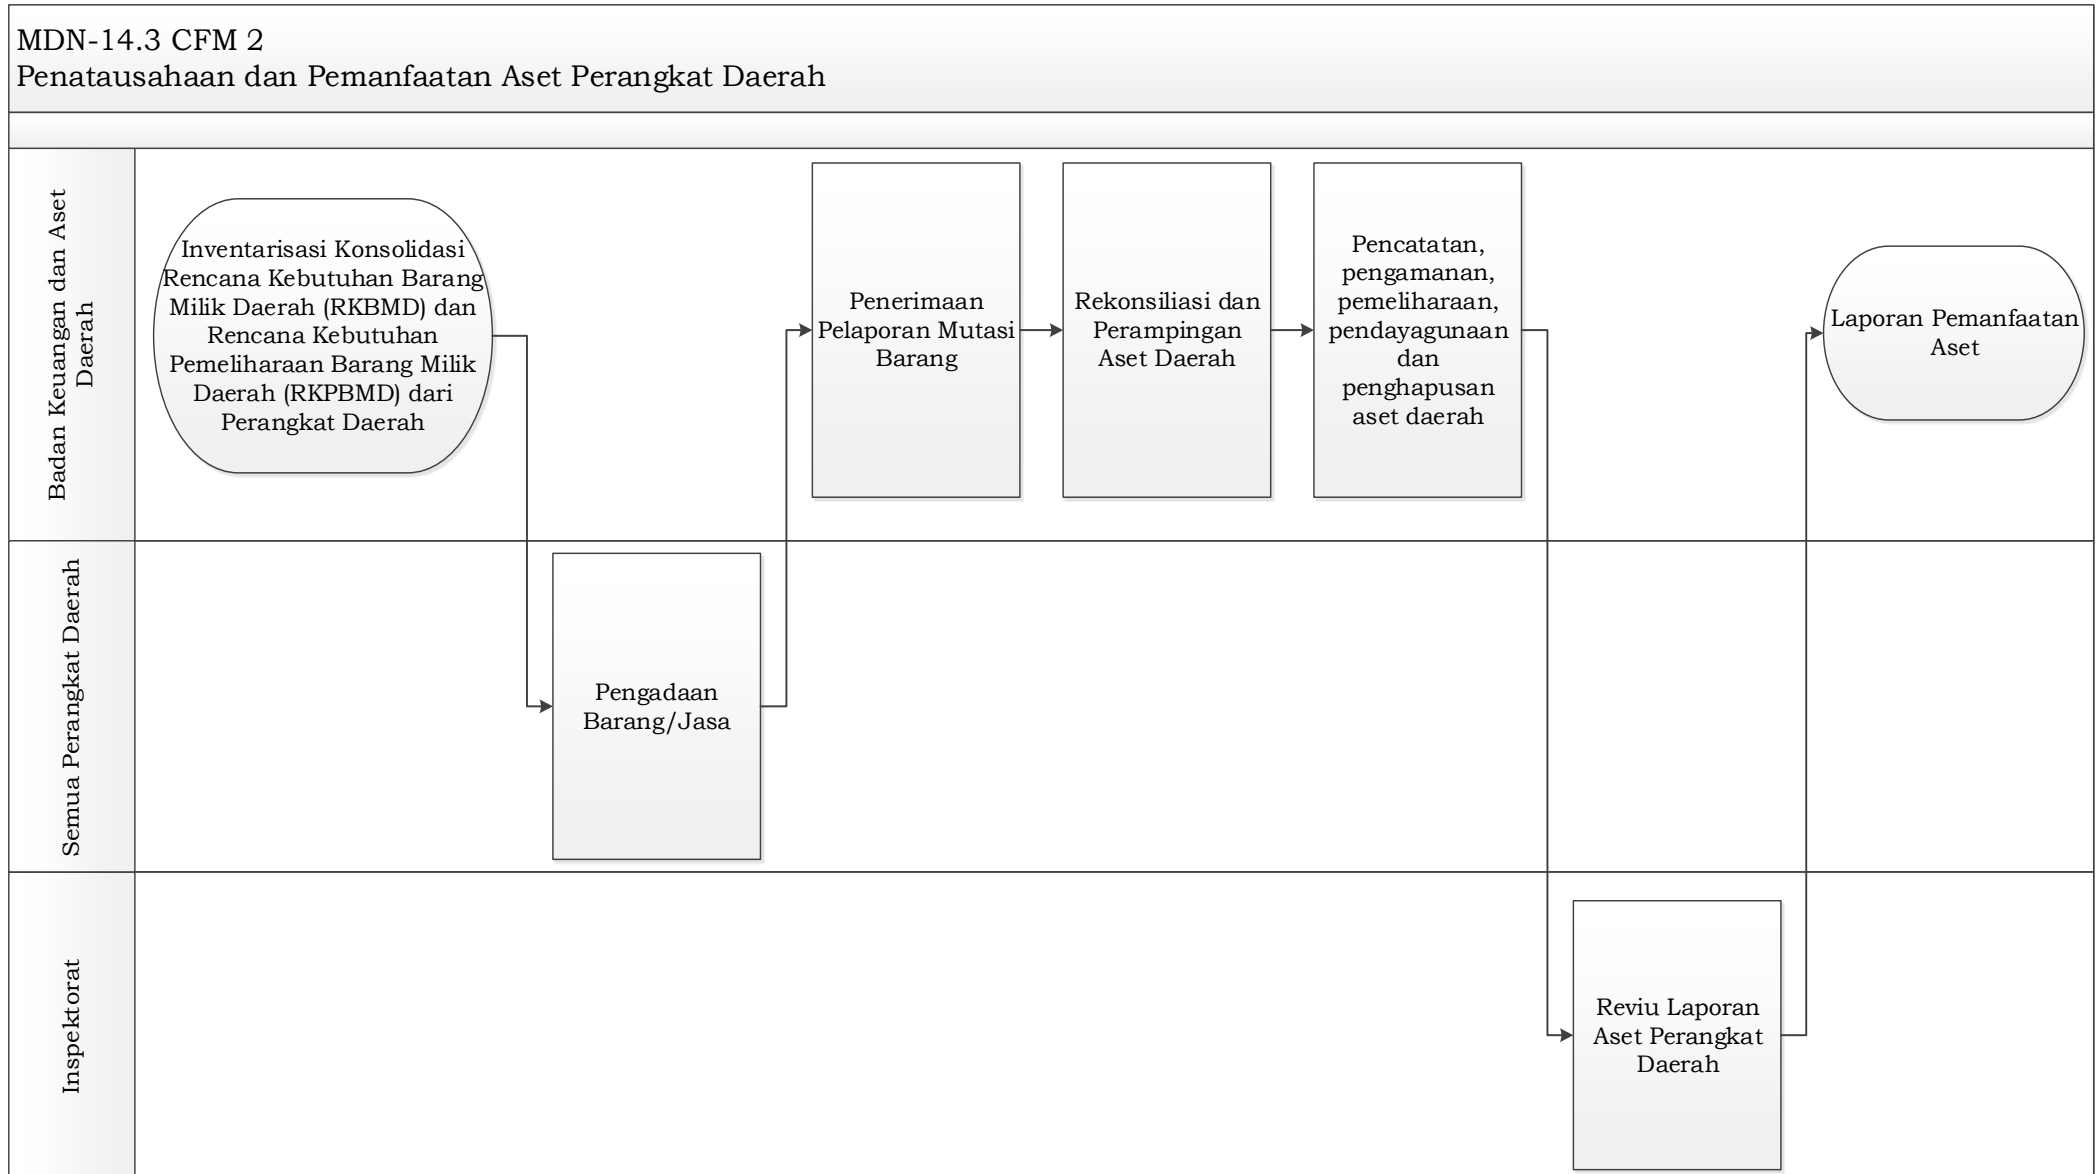 MDN-14.3 CFM 2
Penatausahaan dan Pemanfaatan Aset Perangkat Daerah
Badan Keuangan dan Aset
Daerah
Inventarisasi Konsolidasi
Rencana Kebutuhan Barang
Milik Daerah (RKBMD) dan
Rencana Kebutuhan
Pemeliharaan Barang Milik
Daerah (RKPBMD) dari
Perangkat Daerah
Penerimaan
Pelaporan Mutasi
Barang
Rekonsiliasi dan
Perampingan
Aset Daerah
Pencatatan,
pengamanan,
pemeliharaan,
pendayagunaan
dan
penghapusan
aset daerah
Laporan Pemanfaatan
Aset
Semua Perangkat Daerah
Pengadaan
Barang/Jasa
Inspektorat
Reviu Laporan
Aset Perangkat
Daerah